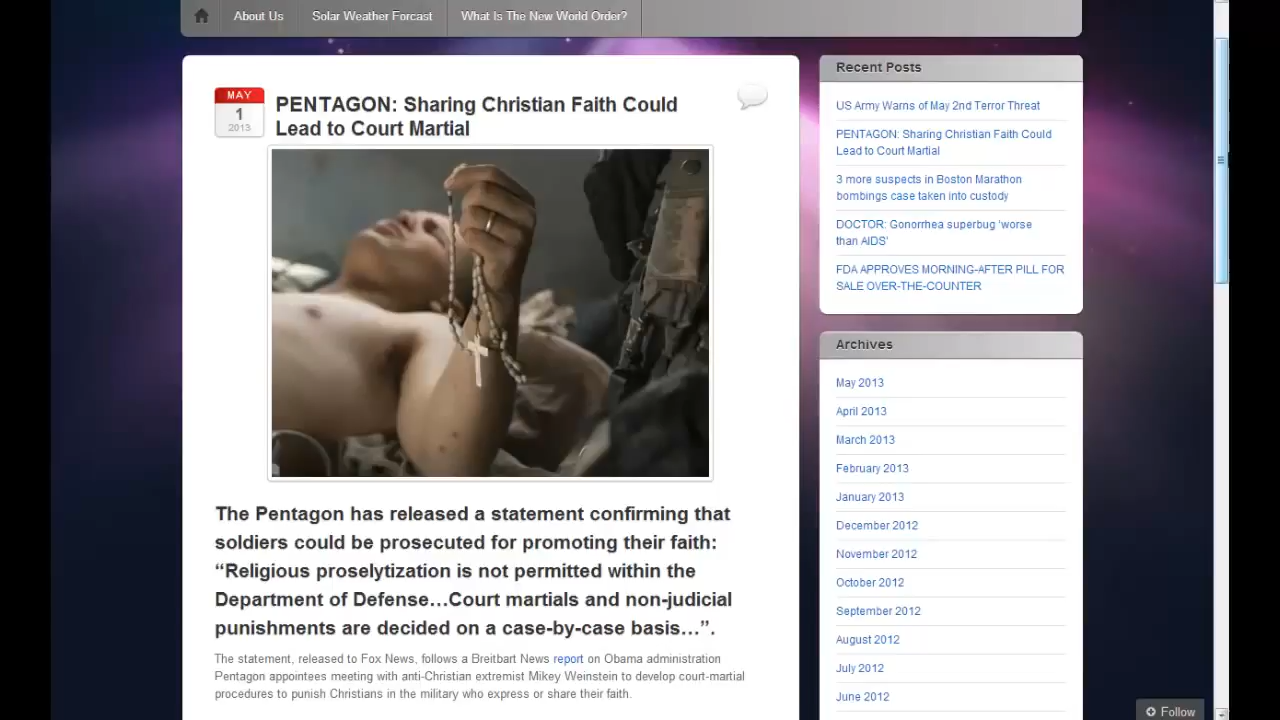 About Us
Solar Weather Forcast
What Is The New World Order?
MAY
1
2013
PENTAGON: Sharing Christian Faith Could
Lead to Court Martial
The Pentagon has released a statement confirming that
soldiers could be prosecuted for promoting their faith:
“Religious proselytization is not permitted within the
Department of Defense…Court martials and non-judicial
punishments are decided on a case-by-case basis…”.
The statement, released to Fox News, follows a Breitbart News report on Obama administration
Pentagon appointees meeting with anti-Christian extremist Mikey Weinstein to develop court-martial
procedures to punish Christians in the military who express or share their faith.
Recent Posts
US Army Warns of May 2nd Terror Threat
PENTAGON: Sharing Christian Faith Could
Lead to Court Martial
3 more suspects in Boston Marathon
bombings case taken into custody
DOCTOR: Gonorrhea superbug ‘worse
than AIDS’
FDA APPROVES MORNING-AFTER PILL FOR
SALE OVER-THE-COUNTER
Archives
May 2013
April 2013
March 2013
February 2013
January 2013
December 2012
November 2012
October 2012
September 2012
August 2012
July 2012
June 2012
Follow